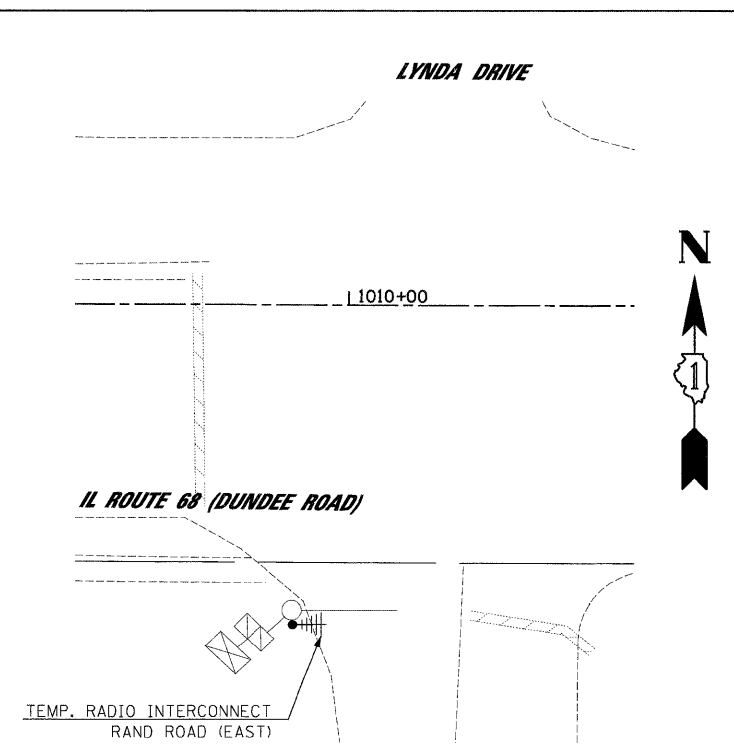 LYNDA DRIVE
N
1010+00
1
IL ROUTE 68 (DUNDEE ROAD)
TEMP. RADIO INTERCONNECT
RAND ROAD (EAST)